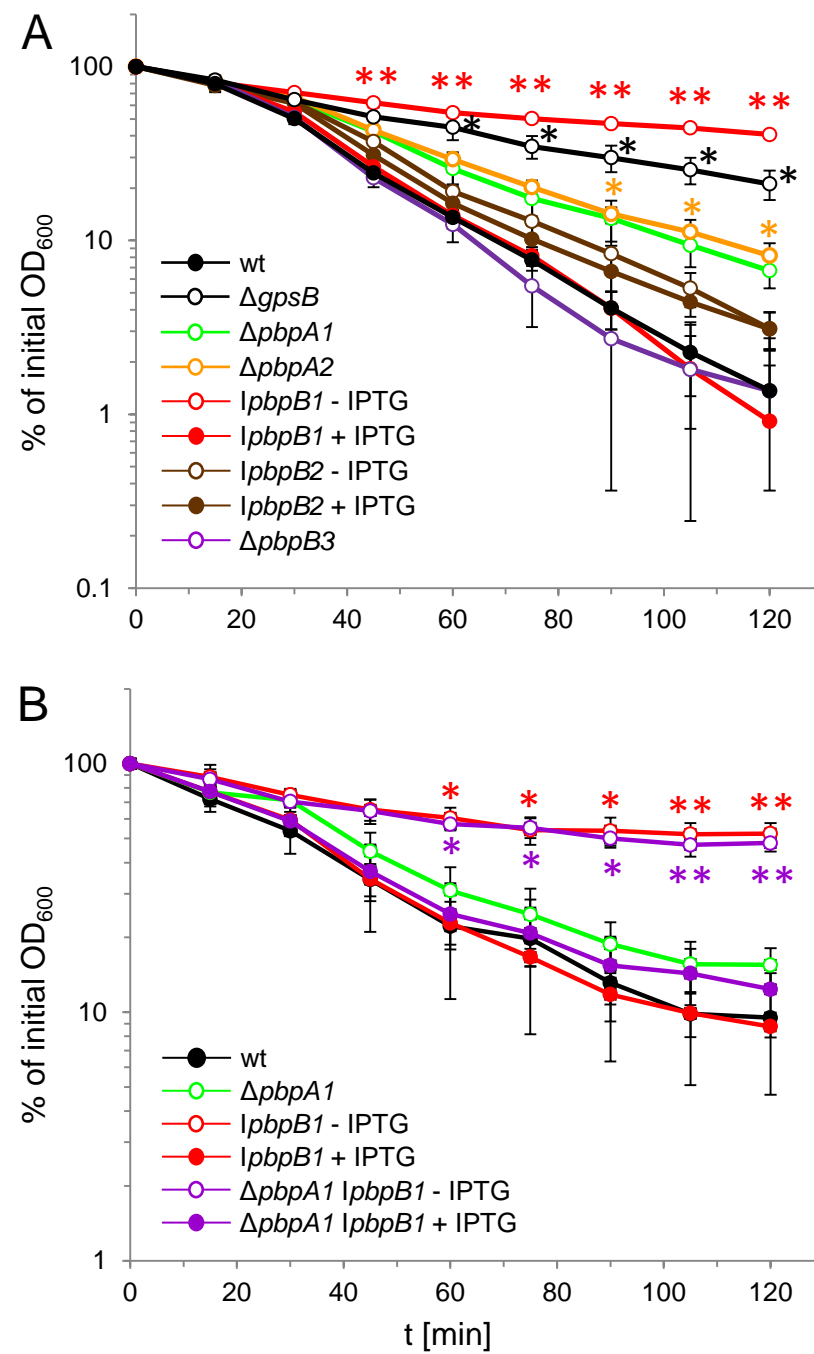 A
% of initial OD600
100
10
1
0.1
** ** ** ** ** **
* * * * *
* * *
wt
ΔgpsB
ΔpbpA1
ΔpbpA2
IpbpB1 - IPTG
IpbpB1 + IPTG
IpbpB2 - IPTG
IpbpB2 + IPTG
ΔpbpB3
0 20 40 60 80 100 120
B
% of initial OD600
100
10
1
* * * ** **
* * * ** **
wt
ΔpbpA1
IpbpB1 - IPTG
IpbpB1 + IPTG
ΔpbpA1 IpbpB1 - IPTG
ΔpbpA1 IpbpB1 + IPTG
0 20 40 60 80 100 120
t [min]